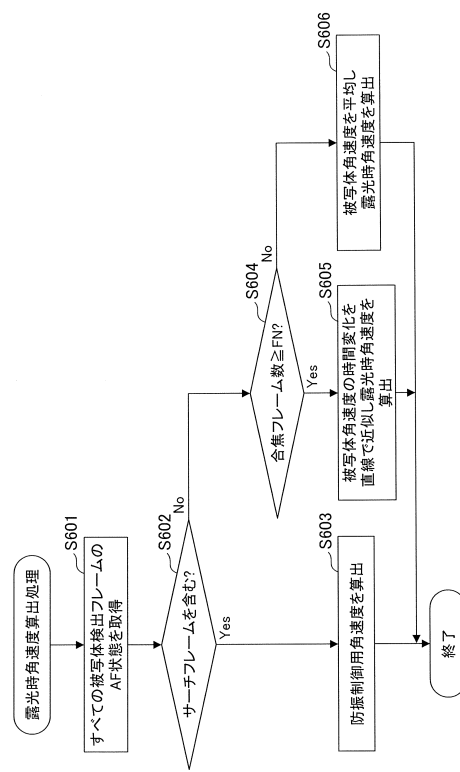 露光時角速度算出処理
S601
すべての被写体検出フレームの
AF状態を取得
S602
サーチフレームを含む?
No
Yes
S603
防振制御用角速度を算出
S604
合焦フレーム数≧FN?
No
Yes
S605
被写体角速度の時間変化を
直線で近似し露光時角速度を
算出
S606
被写体角速度を平均し
露光時角速度を算出
終了